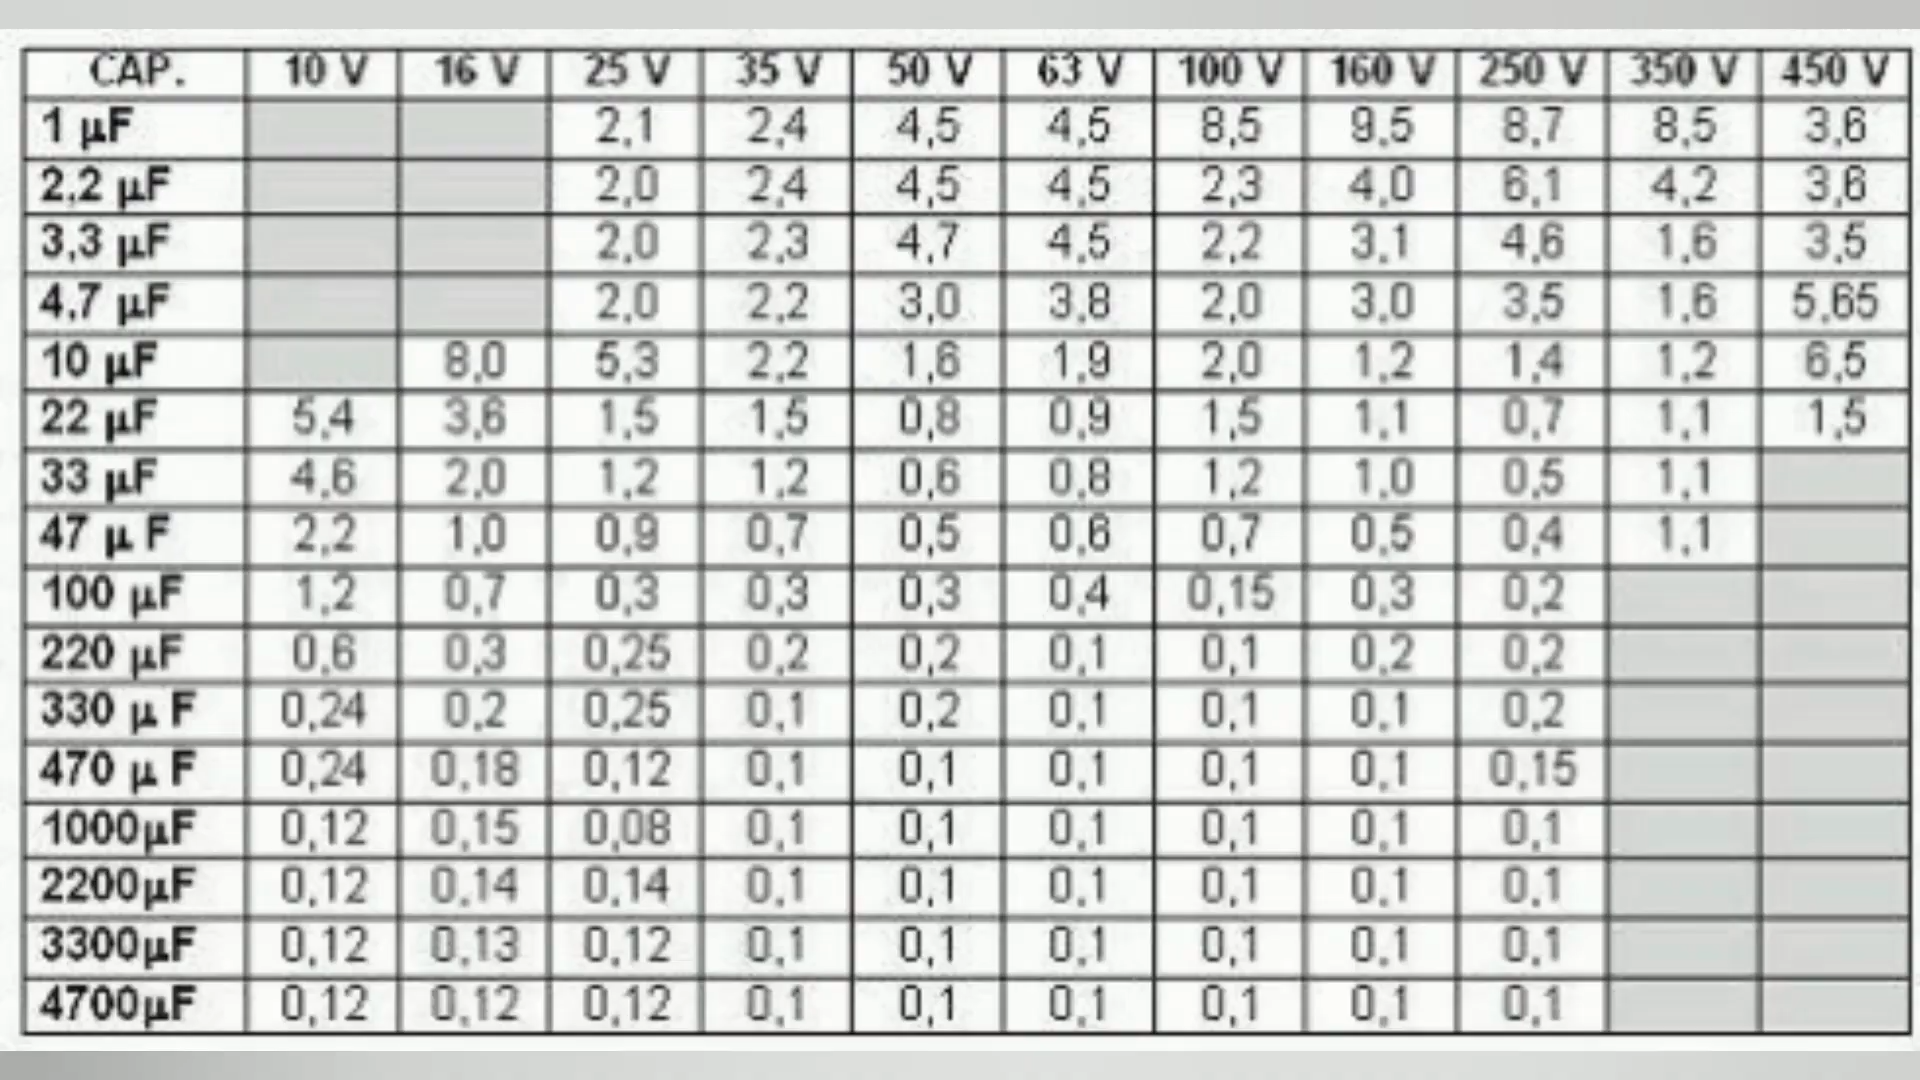 CAP. 10 V 16 V 25 V 35 V 50 V 63 V 100 V 160 V 250 V 350 V 450 V
1 µF 2,1 2,4 4,5 4,5 8,5 9,5 8,7 8,5 3,6
2,2 µF 2,0 2,4 4,5 4,5 2,3 4,0 6,1 4,2 3,6
3,3 µF 2,0 2,3 4,7 4,5 2,2 3,1 4,6 1,6 3,5
4,7 µF 2,0 2,2 3,0 3,8 2,0 3,0 3,5 1,6 5,65
10 µF 8,0 5,3 2,2 1,6 1,9 2,0 1,2 1,4 1,2 6,5
22 µF 5,4 3,6 1,5 1,5 0,8 0,9 1,5 1,1 0,7 1,1 1,5
33 µF 4,6 2,0 1,2 1,2 0,6 0,8 1,2 1,0 0,5 1,1
47 µ F 2,2 1,0 0,9 0,7 0,5 0,6 0,7 0,5 0,4 1,1
100 µF 1,2 0,7 0,3 0,3 0,3 0,4 0,15 0,3 0,2
220 µF 0,6 0,3 0,25 0,2 0,2 0,1 0,1 0,2 0,2
330 µ F 0,24 0,2 0,25 0,1 0,2 0,1 0,1 0,1 0,2
470 µ F 0,24 0,18 0,12 0,1 0,1 0,1 0,1 0,1 0,15
1000µF 0,12 0,15 0,08 0,1 0,1 0,1 0,1 0,1 0,1
2200µF 0,12 0,14 0,14 0,1 0,1 0,1 0,1 0,1 0,1
3300µF 0,12 0,13 0,12 0,1 0,1 0,1 0,1 0,1 0,1
4700µF 0,12 0,12 0,12 0,1 0,1 0,1 0,1 0,1 0,1